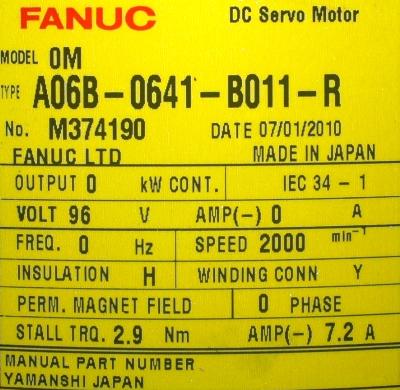 FANUC DC Servo Motor
MODEL 0M
TYPE A06B-0641-B011-R
No. M374190 DATE 07/01/2010
FANUC LTD MADE IN JAPAN
OUTPUT 0 kW CONT. IEC 34-1
VOLT 96 V AMP(-) 0 A
FREQ. 0 Hz SPEED 2000 min-1
INSULATION H WINDING CONN Y
PERM. MAGNET FIELD 0 PHASE
STALL TRQ. 2.9 Nm AMP(-) 7.2 A
MANUAL PART NUMBER
YAMANSHI JAPAN